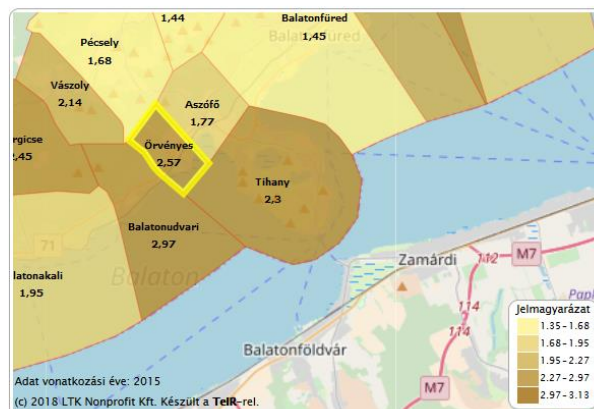 1,44
Balatonfüred
1,45
Balatonfüred
Pécsely
1,68
Vászoly
2,14
Aszófő
1,77
rgicse
2,45
Örvényes
2,57
Tihany
2,3
Balatonudvari
2,97
71
latonakali
1,95
Balaton
Zamárdi
112
M7
114
114
Balatonföldvár
M7
Papk
Jelmagyarázat
1.35-1.68
1.68-1.95
1.95-2.27
2.27-2.97
2.97-3.13
Adat vonatkozási éve: 2015
(c) 2018 LTK Nonprofit Kft. Készült a TeIR-rel.